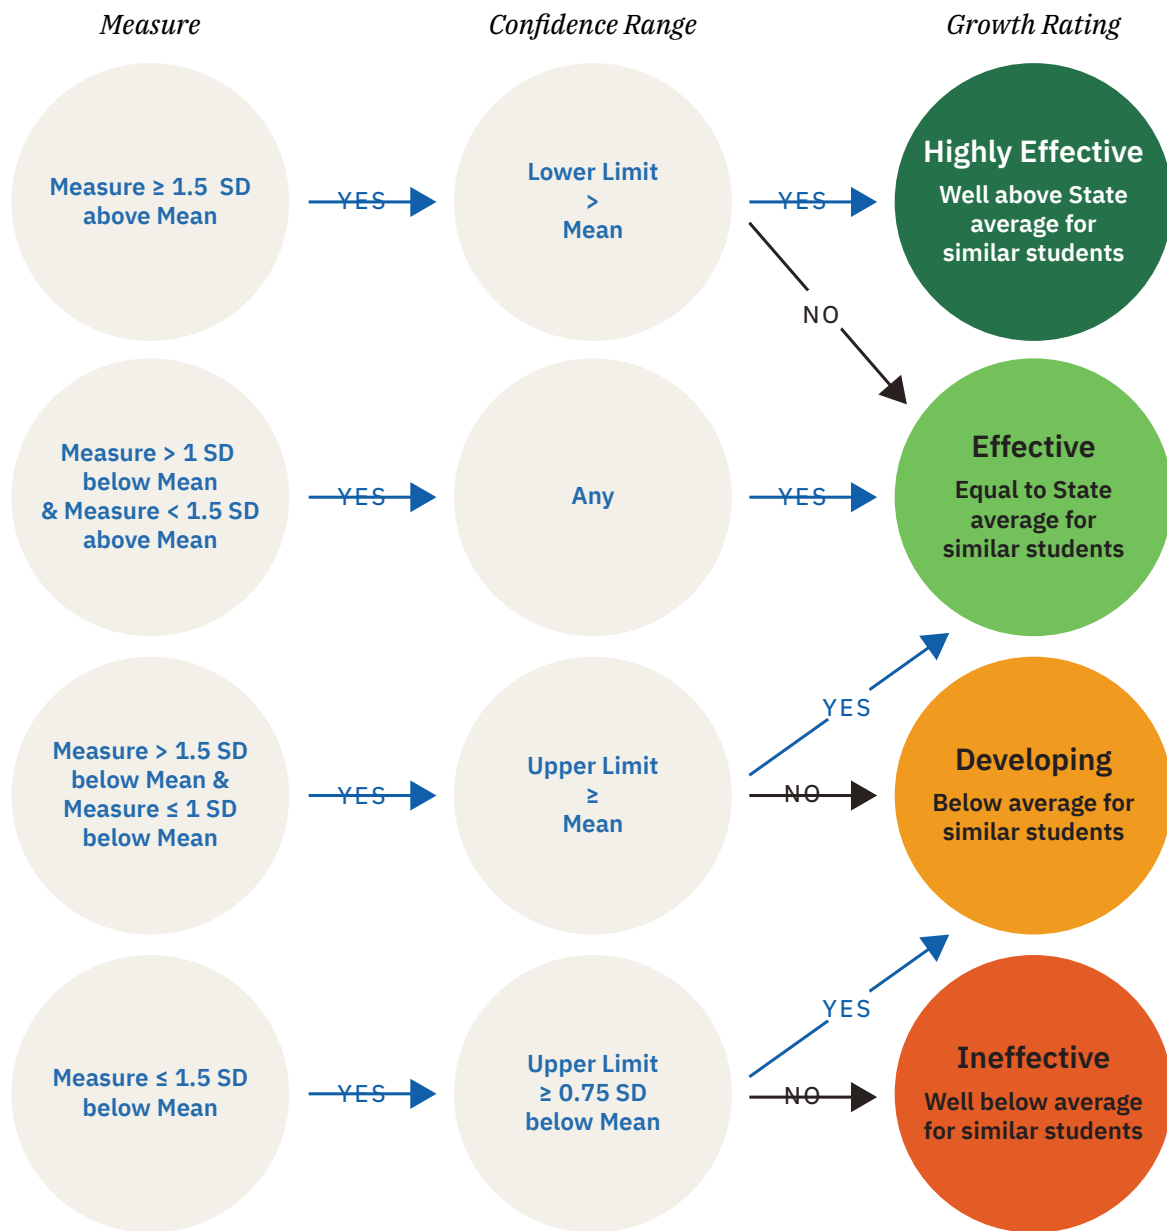 Measure
Confidence Range
Growth Rating
Measure ≥ 1.5 SD
above Mean
YES
Lower Limit
>
Mean
YES
NO
Highly Effective
Well above State
average for
similar students
Measure > 1 SD
below Mean
& Measure < 1.5 SD
above Mean
YES
Any
YES
Effective
Equal to State
average for
similar students
Measure > 1.5 SD
below Mean &
Measure ≤ 1 SD
below Mean
YES
Upper Limit
≥
Mean
YES
NO
Developing
Below average for
similar students
Measure ≤ 1.5 SD
below Mean
YES
Upper Limit
≥ 0.75 SD
below Mean
YES
NO
Ineffective
Well below average
for similar students